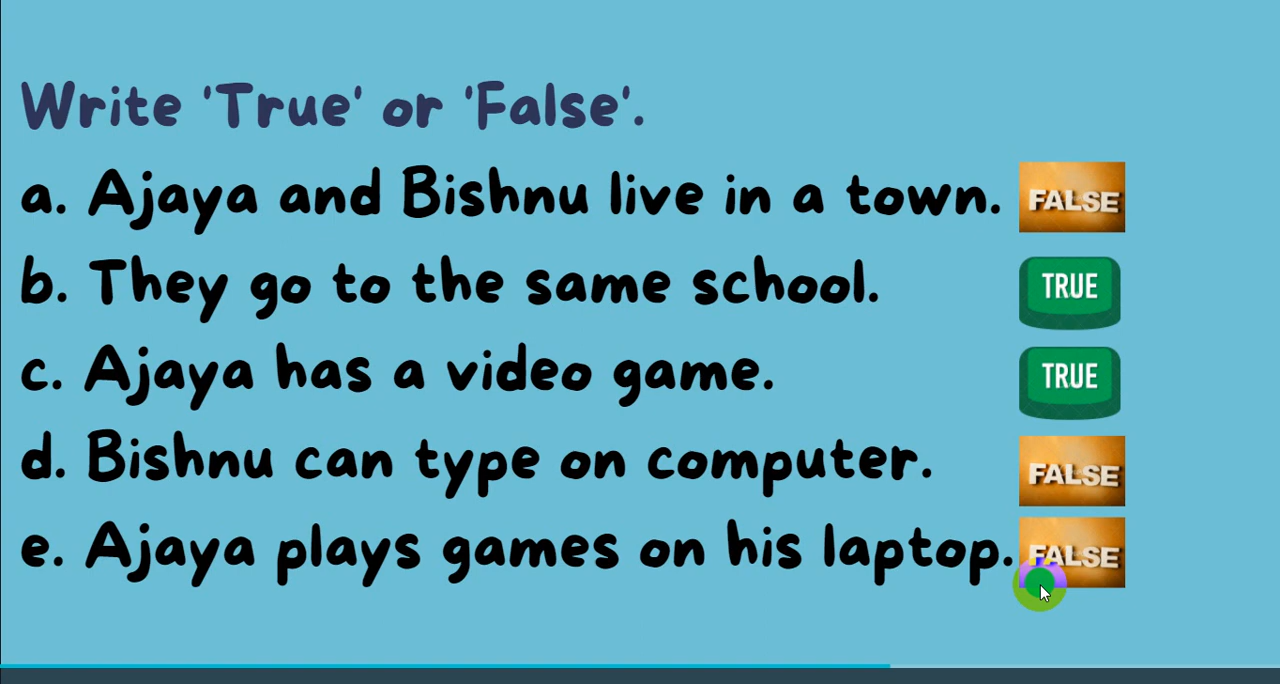 Write 'True' or 'False'.
a. Ajaya and Bishnu live in a town. FALSE
b. They go to the same school. TRUE
c. Ajaya has a video game. TRUE
d. Bishnu can type on computer. FALSE
e. Ajaya plays games on his laptop. FALSE